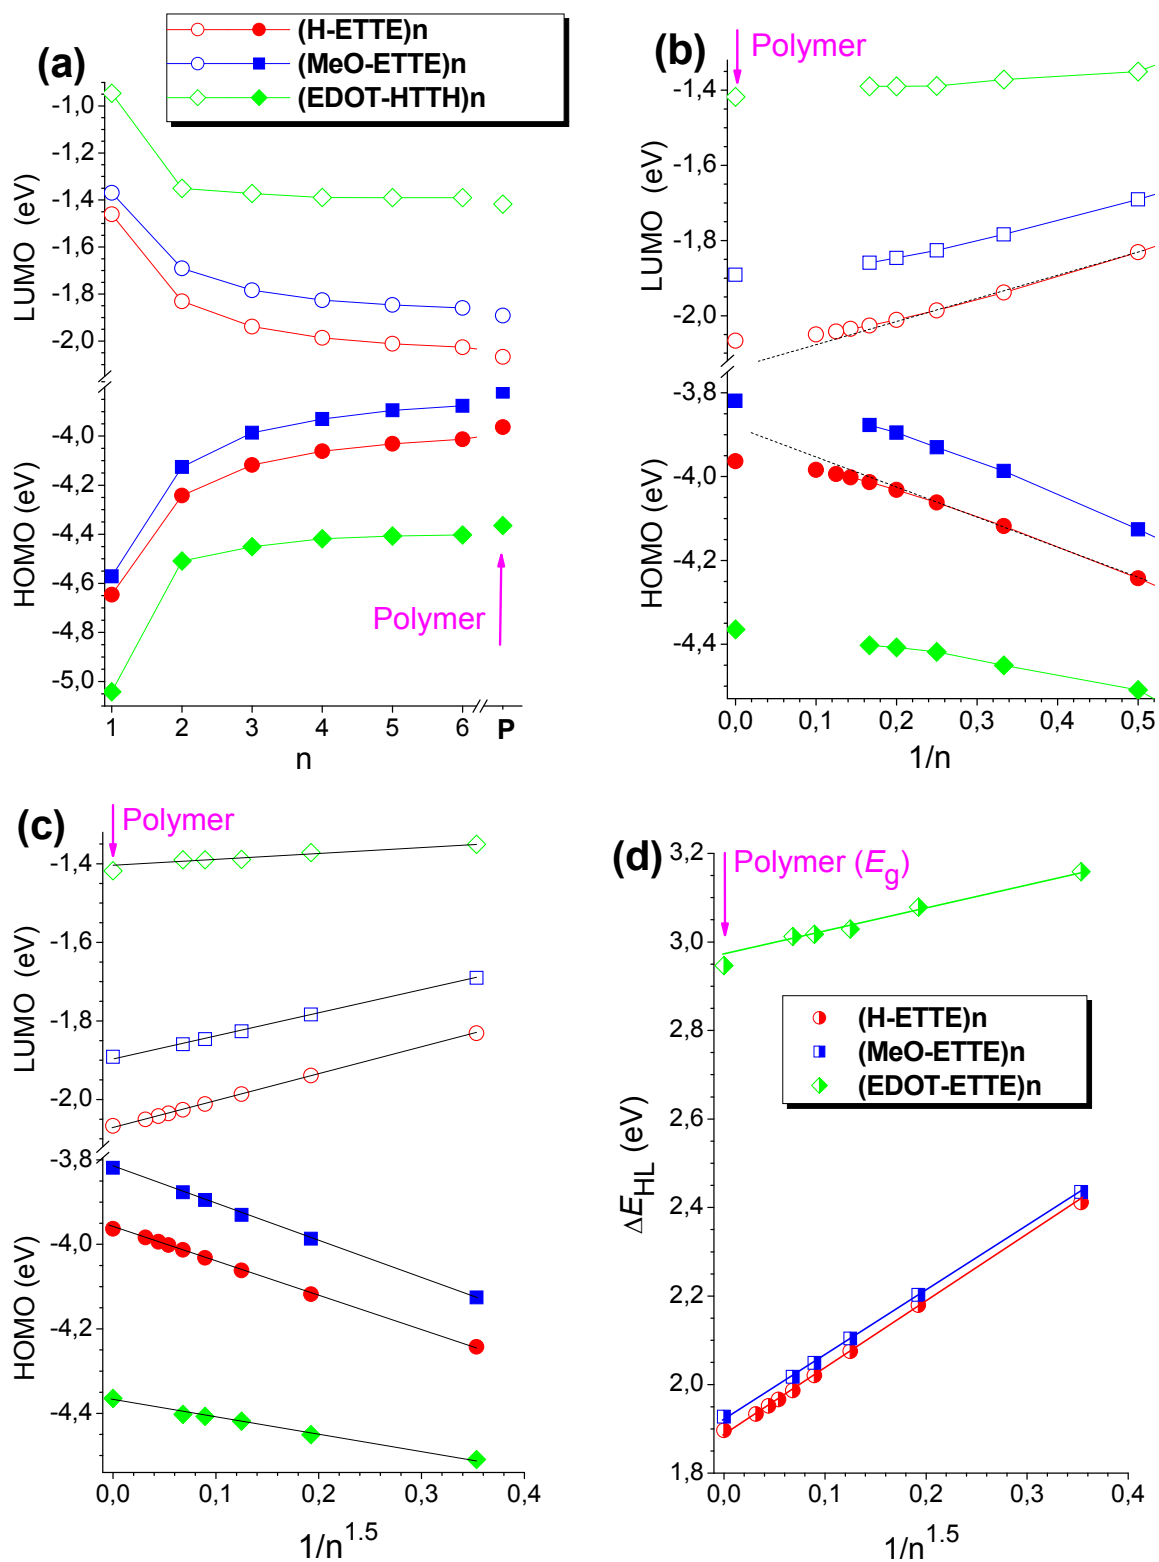 (a)
(H-ETTE)n
(MeO-ETTE)n
(EDOT-HTTH)n
-1,0
-1,2
-1,4
-1,6
-1,8
-2,0
LUMO (eV)
-4,0
-4,2
-4,4
-4,6
-4,8
-5,0
HOMO (eV)
Polymer
1 2 3 4 5 6 P
n
(b)
Polymer
-1,4
-1,6
-1,8
-2,0
LUMO (eV)
-3,8
-4,0
-4,2
-4,4
HOMO (eV)
0,0 0,1 0,2 0,3 0,4 0,5
1/n
(c)
Polymer
-1,4
-1,6
-1,8
-2,0
LUMO (eV)
-3,8
-4,0
-4,2
-4,4
HOMO (eV)
0,0 0,1 0,2 0,3 0,4
1/n^1.5
(d)
Polymer (E_g)
3,2
3,0
2,8
2,6
2,4
2,2
2,0
1,8
ΔE_HL (eV)
(H-ETTE)n
(MeO-ETTE)n
(EDOT-ETTE)n
0,0 0,1 0,2 0,3 0,4
1/n^1.5